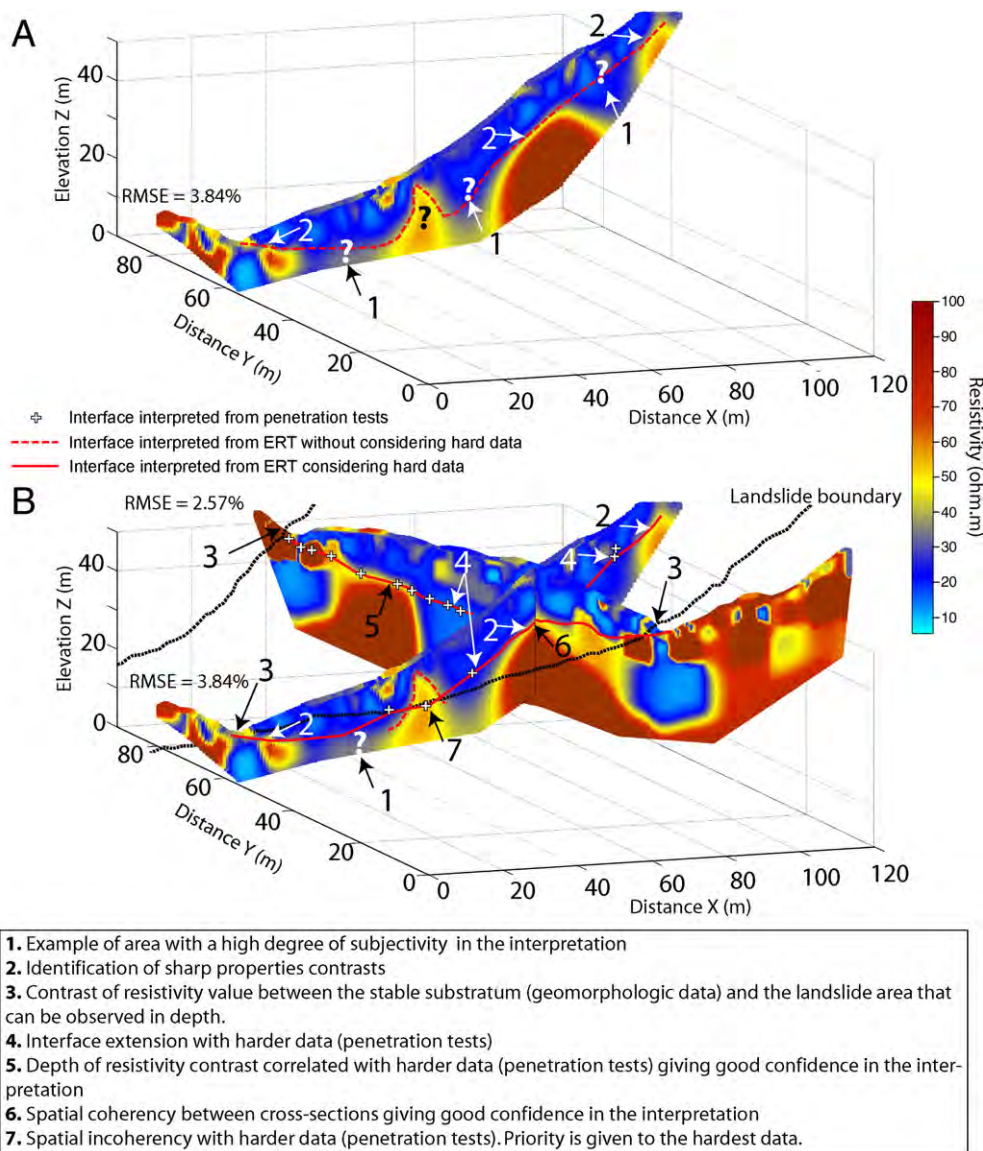 A
Elevation Z (m)
40
20
0
RMSE = 3.84%
80
60
40
20
0
Distance Y (m)
0
20
40
60
80
100
120
Distance X (m)
2
?
1
2
?
1
?
2
?
1
100
90
80
70
60
50
40
30
20
10
Resistivity (ohm.m)
Interface interpreted from penetration tests
Interface interpreted from ERT without considering hard data
Interface interpreted from ERT considering hard data
B
RMSE = 2.57%
Landslide boundary
Elevation Z (m)
40
20
0
RMSE = 3.84%
3
4
2
4
3
5
2
6
3
2
?
1
7
80
60
40
20
0
Distance Y (m)
0
20
40
60
80
100
120
Distance X (m)
1. Example of area with a high degree of subjectivity in the interpretation
2. Identification of sharp properties contrasts
3. Contrast of resistivity value between the stable substratum (geomorphologic data) and the landslide area that
can be observed in depth.
4. Interface extension with harder data (penetration tests)
5. Depth of resistivity contrast correlated with harder data (penetration tests) giving good confidence in the inter-
pretation
6. Spatial coherency between cross-sections giving good confidence in the interpretation
7. Spatial incoherency with harder data (penetration tests). Priority is given to the hardest data.